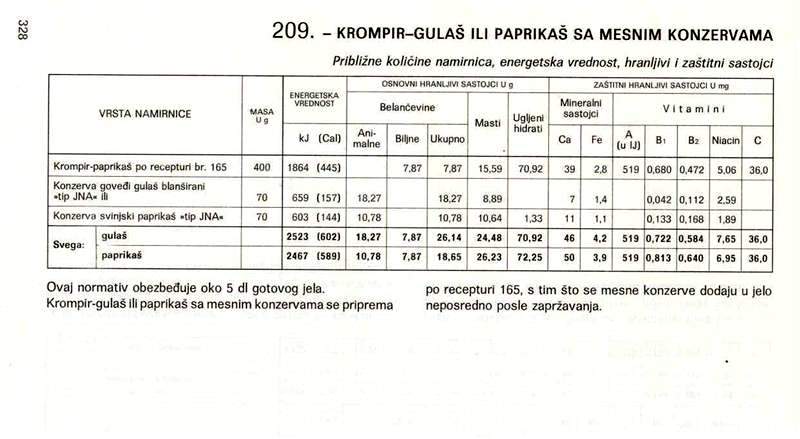 328
209. – KROMPIR–GULAŠ ILI PAPRIKAŠ SA MESNIM KONZERVAMA
Približne količine namirnica, energetska vrednost, hranljivi i zaštitni sastojci
VRSTA NAMIRNICE
MASA U g
ENERGETSKA VREDNOST
kJ (Cal)
OSNOVNI HRANLJIVI SASTOJCI U g
Belančevine
Ani-malne Biljne Ukupno
Masti
Ugljeni hidrati
ZAŠTITNI HRANLJIVI SASTOJCI U mg
Mineralni sastojci
Ca Fe
Vitamini
A (u IJ) B1 B2 Niacin C
Krompir-paprikaš po recepturi br. 165 400 1864 (445) 7,87 7,87 15,59 70,92 39 2,8 519 0,680 0,472 5,06 36,0
Konzerva goveđi gulaš blanširani
»tip JNA« ili 70 659 (157) 18,27 18,27 8,89 7 1,4 0,042 0,112 2,59
Konzerva svinjski paprikaš »tip JNA« 70 603 (144) 10,78 10,78 10,64 1,33 11 1,1 0,133 0,168 1,89
Svega: gulaš 2523 (602) 18,27 7,87 26,14 24,48 70,92 46 4,2 519 0,722 0,584 7,65 36,0
paprikaš 2467 (589) 10,78 7,87 18,65 26,23 72,25 50 3,9 519 0,813 0,640 6,95 36,0
Ovaj normativ obezbeđuje oko 5 dl gotovog jela.
Krompir-gulaš ili paprikaš sa mesnim konzervama se priprema
po recepturi 165, s tim što se mesne konzerve dodaju u jelo
neposredno posle zapržavanja.